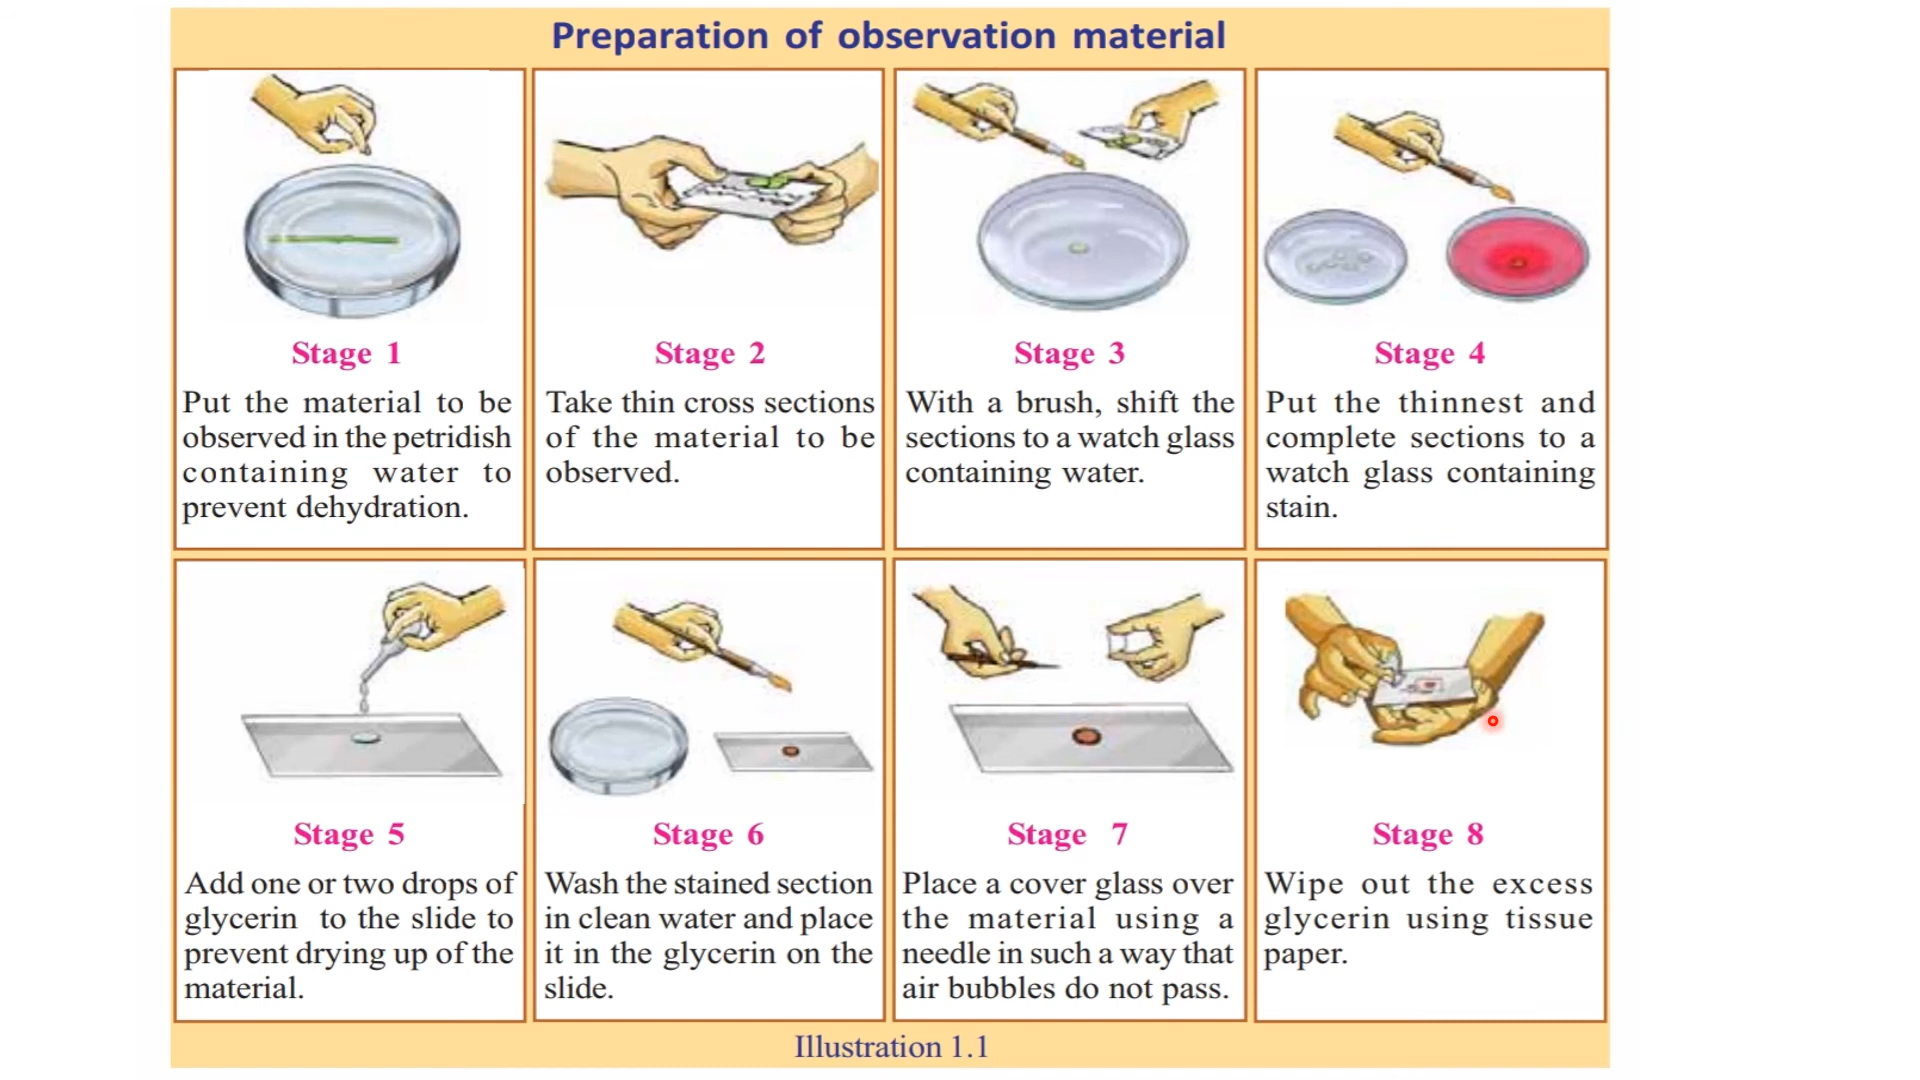 Preparation of observation material
Stage 1
Put the material to be
observed in the petridish
containing water to
prevent dehydration.
Stage 2
Take thin cross sections
of the material to be
observed.
Stage 3
With a brush, shift the
sections to a watch glass
containing water.
Stage 4
Put the thinnest and
complete sections to a
watch glass containing
stain.
Stage 5
Add one or two drops of
glycerin to the slide to
prevent drying up of the
material.
Stage 6
Wash the stained section
in clean water and place
it in the glycerin on the
slide.
Stage 7
Place a cover glass over
the material using a
needle in such a way that
air bubbles do not pass.
Stage 8
Wipe out the excess
glycerin using tissue
paper.
Illustration 1.1